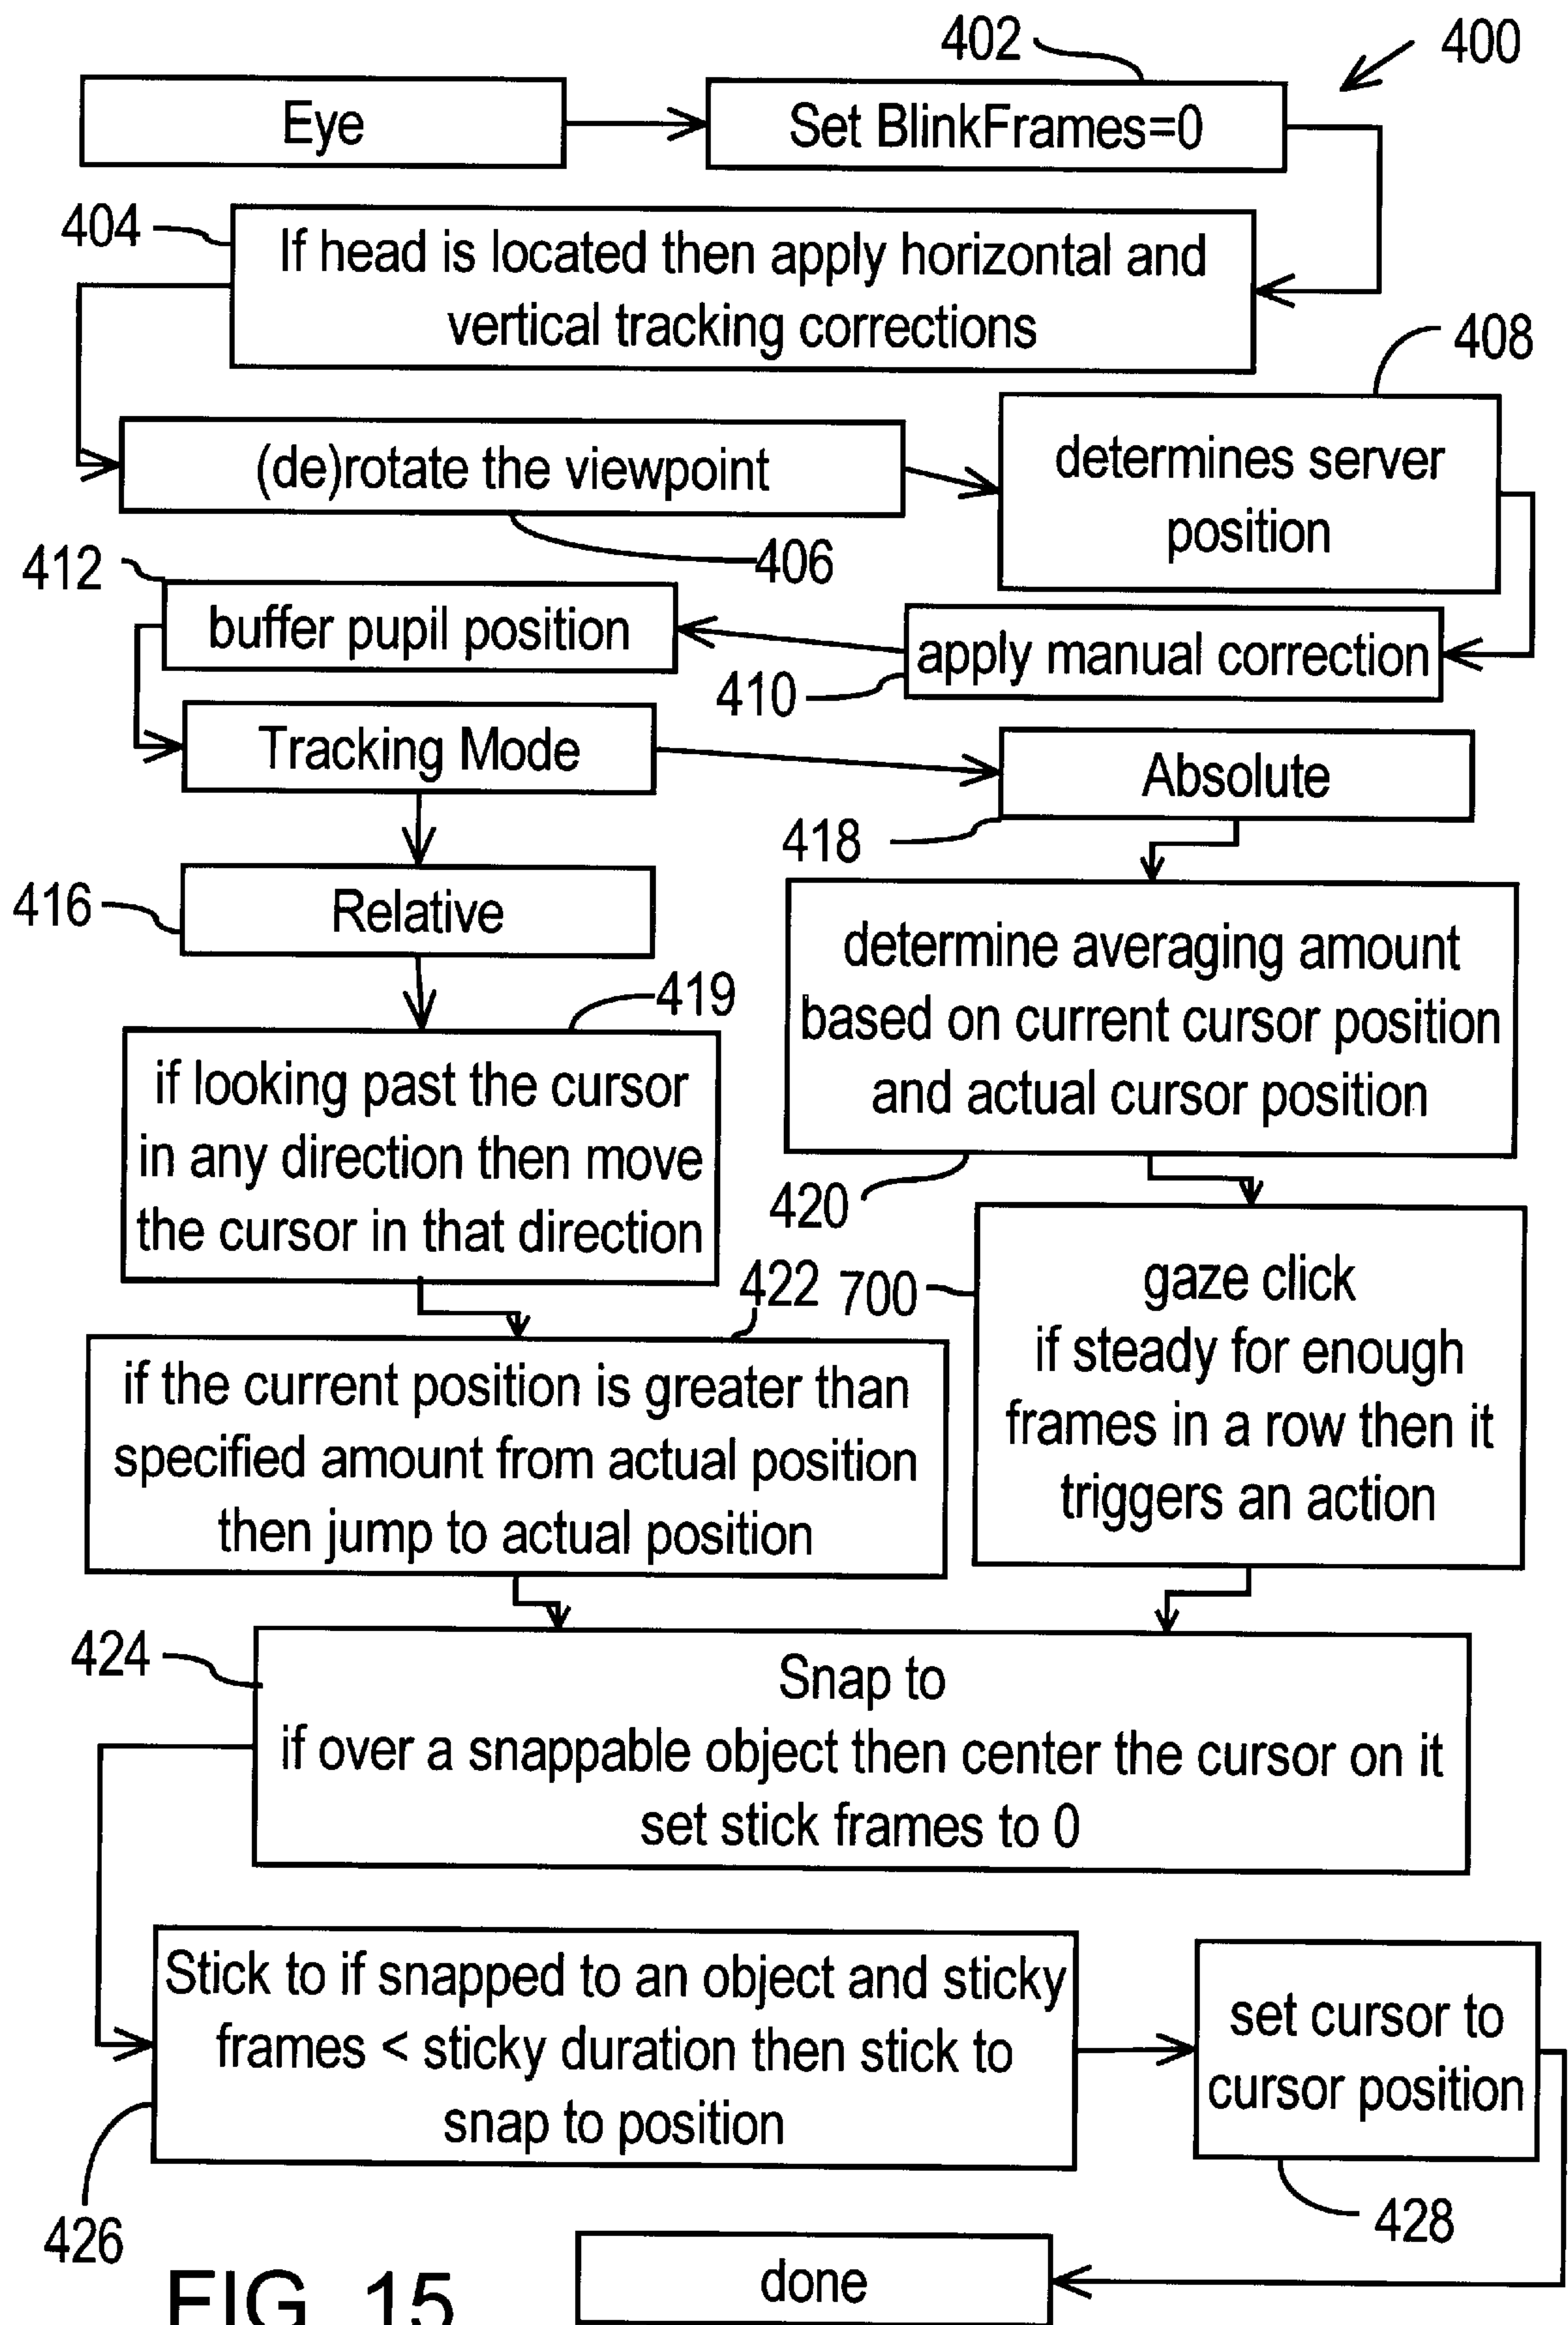 402
400
Eye
Set BlinkFrames=0
404
If head is located then apply horizontal and
vertical tracking corrections
408
(de)rotate the viewpoint
determines server
position
406
412
buffer pupil position
apply manual correction
410
Tracking Mode
Absolute
418
416
Relative
determine averaging amount
based on current cursor position
and actual cursor position
419
if looking past the cursor
in any direction then move
the cursor in that direction
420
422
700
gaze click
if steady for enough
frames in a row then it
triggers an action
if the current position is greater than
specified amount from actual position
then jump to actual position
424
Snap to
if over a snappable object then center the cursor on it
set stick frames to 0
Stick to if snapped to an object and sticky
frames < sticky duration then stick to
snap to position
set cursor to
cursor position
426
428
done
FIG. 15